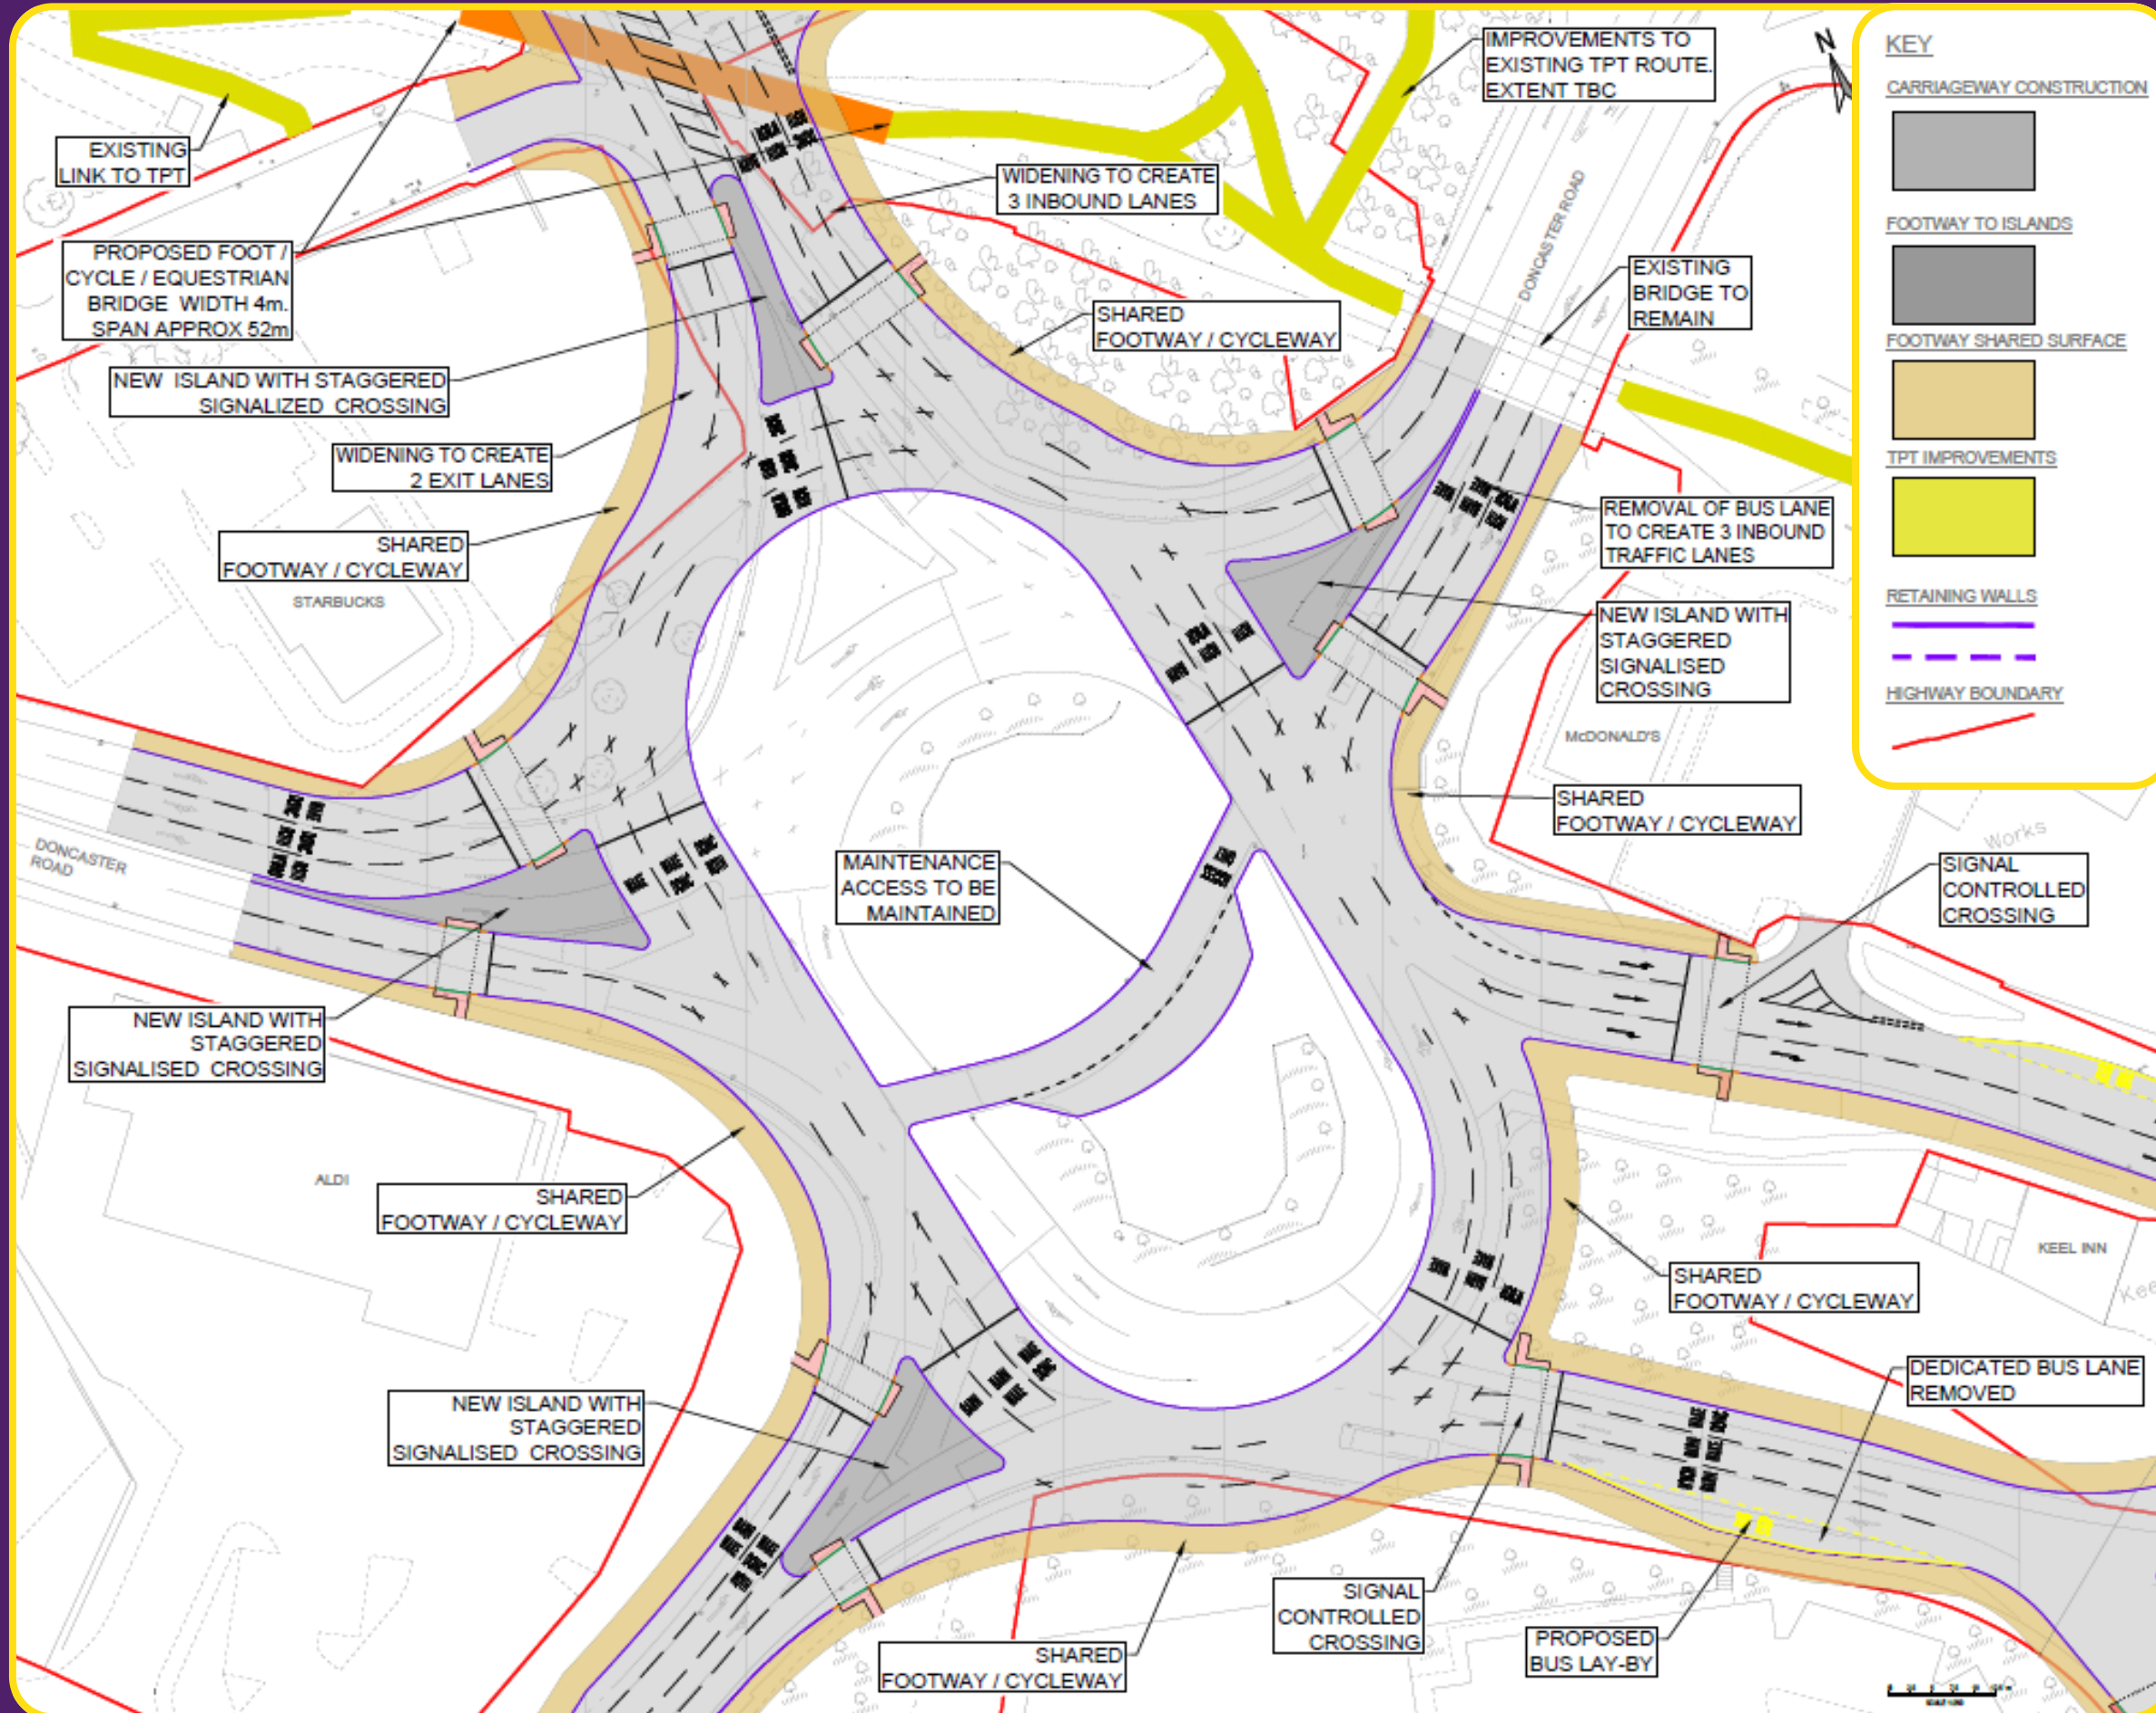 EXISTING
LINK TO TPT
PROPOSED FOOT /
CYCLE / EQUESTRIAN
BRIDGE WIDTH 4m.
SPAN APPROX 52m
NEW ISLAND WITH STAGGERED
SIGNALIZED CROSSING
WIDENING TO CREATE
2 EXIT LANES
SHARED
FOOTWAY / CYCLEWAY
STARBUCKS
WIDENING TO CREATE
3 INBOUND LANES
SHARED
FOOTWAY / CYCLEWAY
IMPROVEMENTS TO
EXISTING TPT ROUTE.
EXTENT TBC
N
DONCASTER ROAD
EXISTING
BRIDGE TO
REMAIN
REMOVAL OF BUS LANE
TO CREATE 3 INBOUND
TRAFFIC LANES
NEW ISLAND WITH
STAGGERED
SIGNALISED
CROSSING
McDONALD'S
SHARED
FOOTWAY / CYCLEWAY
Works
SIGNAL
CONTROLLED
CROSSING
KEY
CARRIAGEWAY CONSTRUCTION
FOOTWAY TO ISLANDS
FOOTWAY SHARED SURFACE
TPT IMPROVEMENTS
RETAINING WALLS
HIGHWAY BOUNDARY
DONCASTER
ROAD
MAINTENANCE
ACCESS TO BE
MAINTAINED
NEW ISLAND WITH
STAGGERED
SIGNALISED CROSSING
ALDI
SHARED
FOOTWAY / CYCLEWAY
KEEL INN
SHARED
FOOTWAY / CYCLEWAY
DEDICATED BUS LANE
REMOVED
NEW ISLAND WITH
STAGGERED
SIGNALISED CROSSING
SHARED
FOOTWAY / CYCLEWAY
SIGNAL
CONTROLLED
CROSSING
PROPOSED
BUS LAY-BY